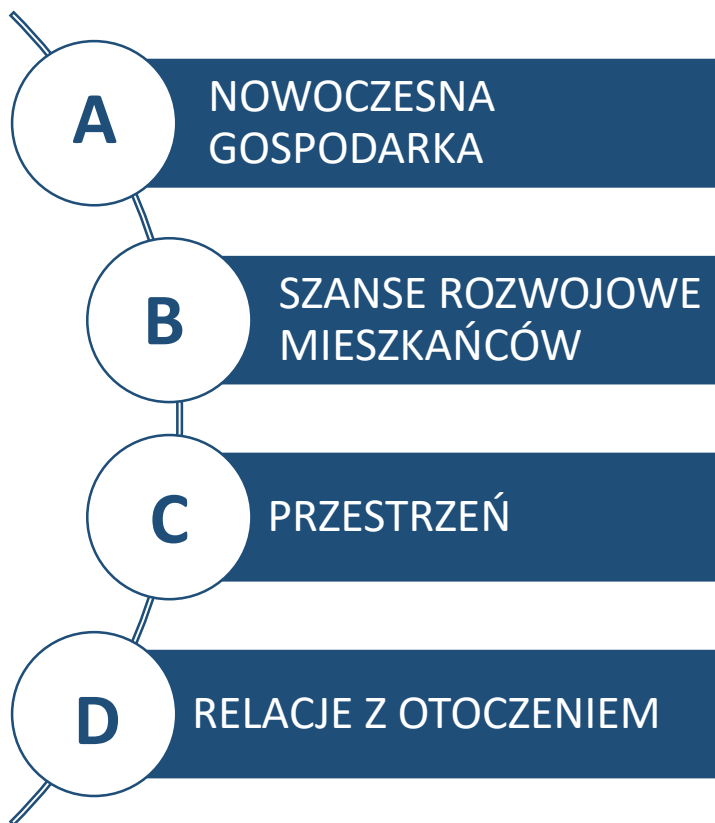 A
NOWOCZESNA
GOSPODARKA
B
SZANSE ROZWOJOWE
MIESZKAŃCÓW
C
PRZESTRZEŃ
D
RELACJE Z OTOCZENIEM